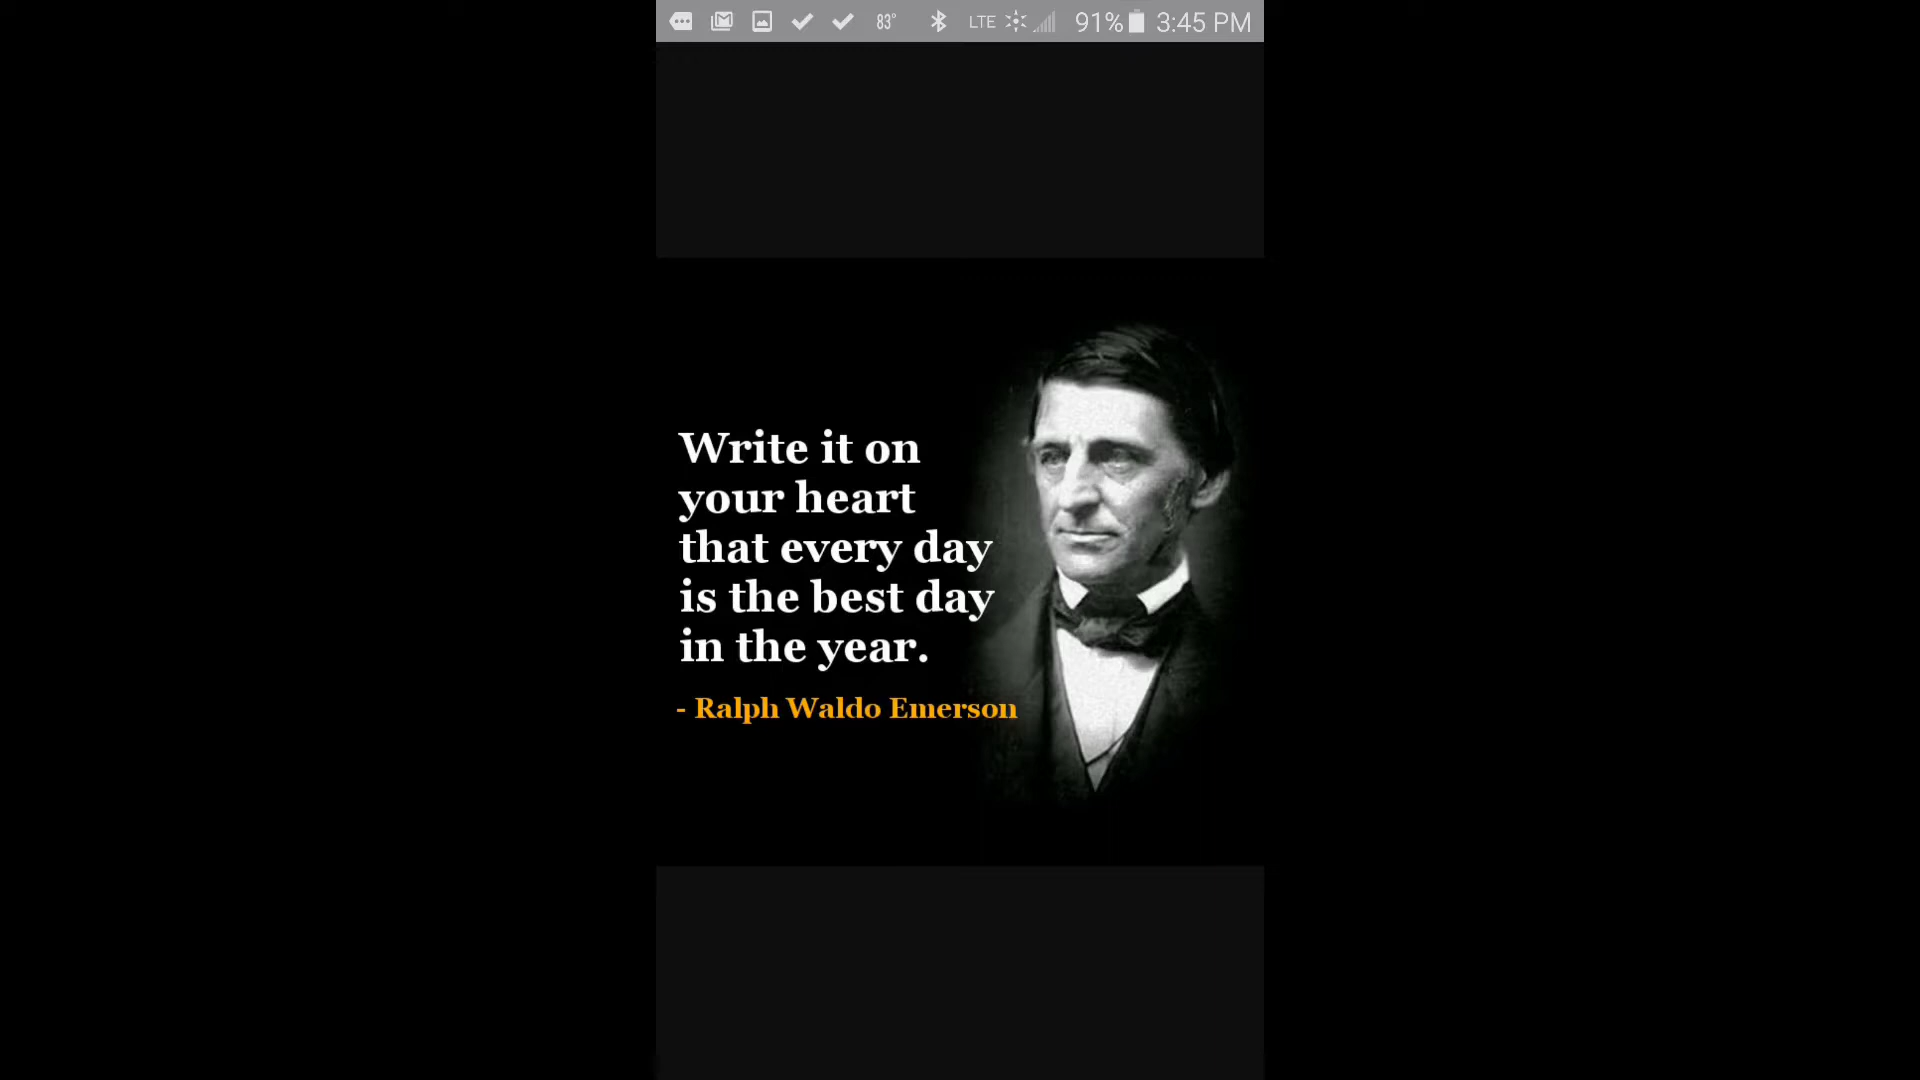 83° LTE 91% 3:45 PM
Write it on
your heart
that every day
is the best day
in the year.
- Ralph Waldo Emerson